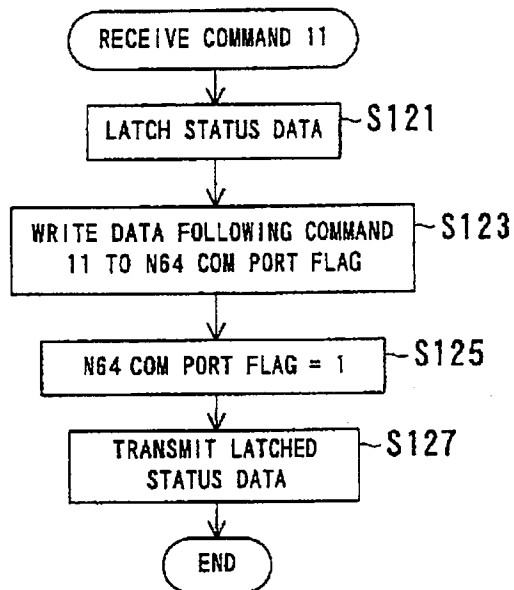 RECEIVE COMMAND 11
LATCH STATUS DATA
S121
WRITE DATA FOLLOWING COMMAND
11 TO N64 COM PORT FLAG
S123
N64 COM PORT FLAG = 1
S125
TRANSMIT LATCHED
STATUS DATA
S127
END